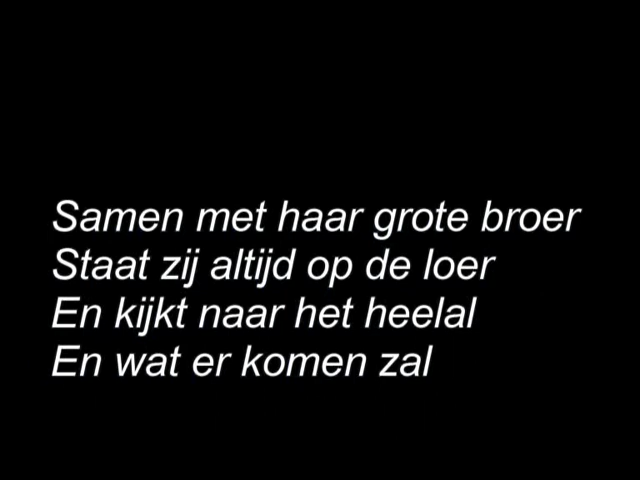 Samen met haar grote broer
Staat zij altijd op de loer
En kijkt naar het heelal
En wat er komen zal